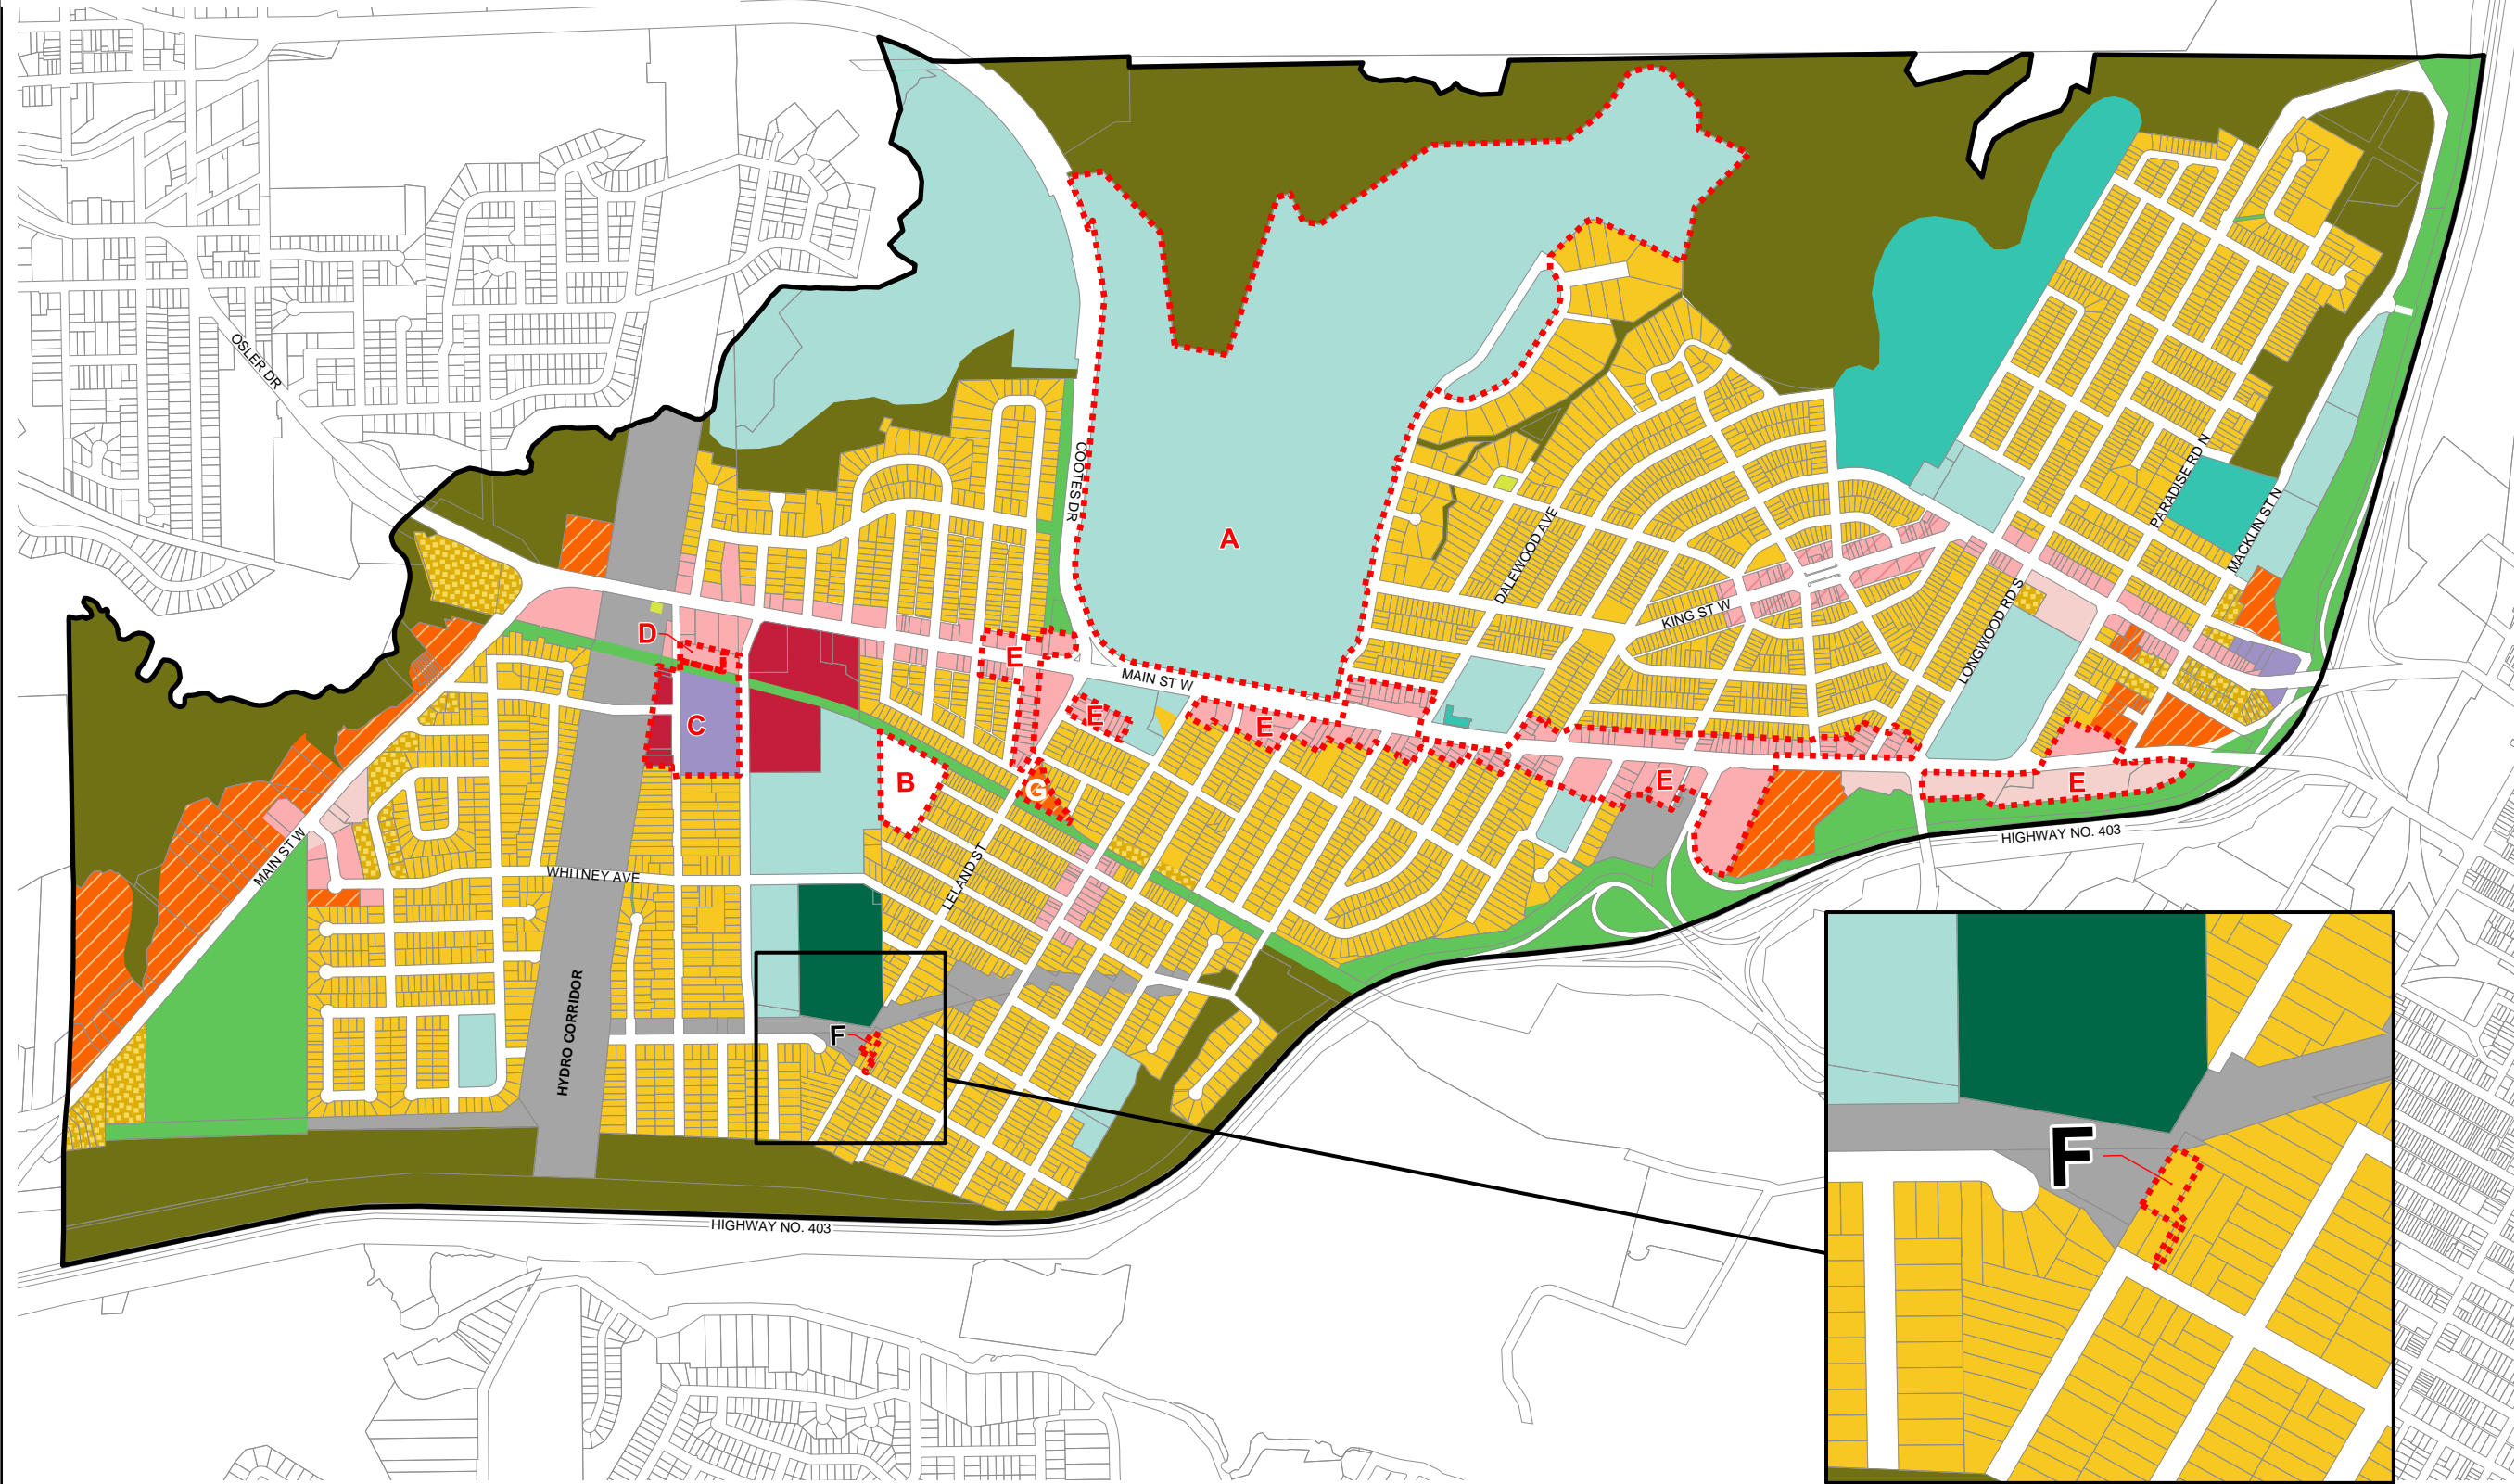 OSLER DR
COOTES DR
A
DALEWOOD AVE
PARADISE RD N
MACKLIN ST N
KING ST W
LONGWOOD RD S
D
E
MAIN ST W
E
E
C
B
G
E
E
HIGHWAY NO. 403
MAIN ST W
WHITNEY AVE
LELAND ST
HYDRO CORRIDOR
F
F
HIGHWAY NO. 403